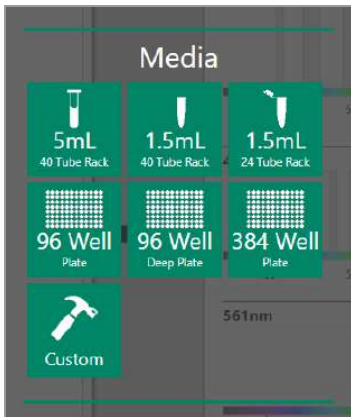 Media
5mL
40 Tube Rack
1.5mL
40 Tube Rack
1.5mL
24 Tube Rack
96 Well
Plate
96 Well
Deep Plate
384 Well
Plate
Custom
561nm